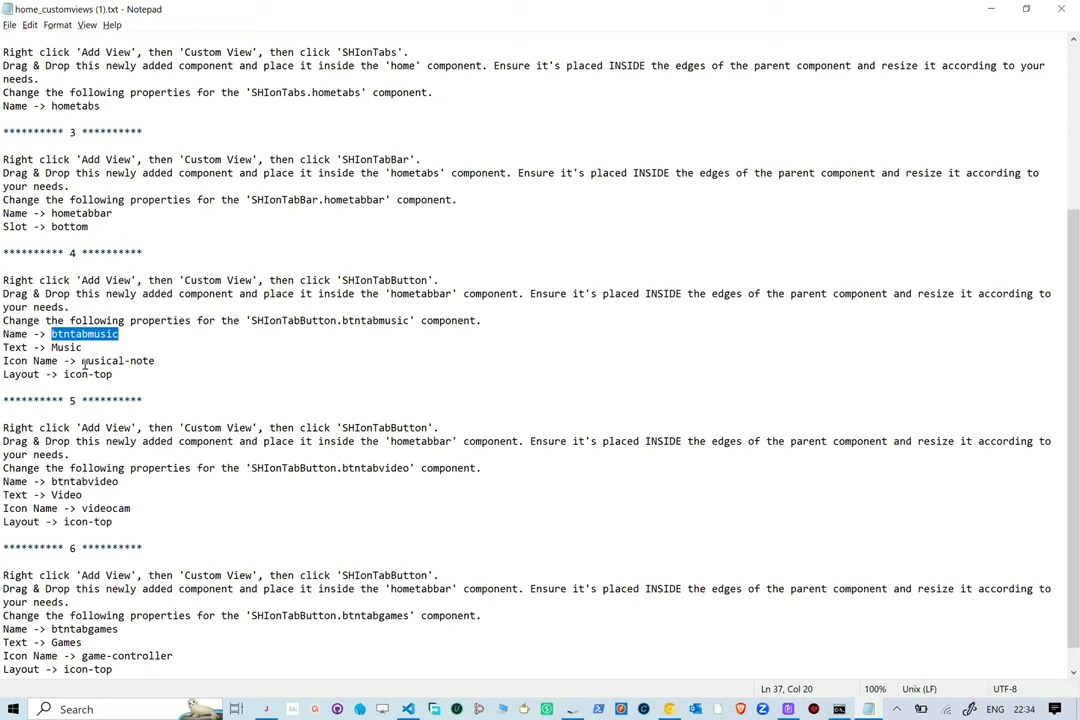 home_customviews (1).txt - Notepad
File Edit Format View Help
Right click 'Add View', then 'Custom View', then click 'SHIonTabs'.
Drag & Drop this newly added component and place it inside the 'home' component. Ensure it's placed INSIDE the edges of the parent component and resize it according to your
needs.
Change the following properties for the 'SHIonTabs.hometabs' component.
Name -> hometabs
********** 3 **********
Right click 'Add View', then 'Custom View', then click 'SHIonTabBar'.
Drag & Drop this newly added component and place it inside the 'hometabs' component. Ensure it's placed INSIDE the edges of the parent component and resize it according to
your needs.
Change the following properties for the 'SHIonTabBar.hometabbar' component.
Name -> hometabbar
Slot -> bottom
********** 4 **********
Right click 'Add View', then 'Custom View', then click 'SHIonTabButton'.
Drag & Drop this newly added component and place it inside the 'hometabbar' component. Ensure it's placed INSIDE the edges of the parent component and resize it according to
your needs.
Change the following properties for the 'SHIonTabButton.btntabmusic' component.
Name -> btntabmusic
Text -> Music
Icon Name -> musical-note
Layout -> icon-top
********** 5 **********
Right click 'Add View', then 'Custom View', then click 'SHIonTabButton'.
Drag & Drop this newly added component and place it inside the 'hometabbar' component. Ensure it's placed INSIDE the edges of the parent component and resize it according to
your needs.
Change the following properties for the 'SHIonTabButton.btntabvideo' component.
Name -> btntabvideo
Text -> Video
Icon Name -> videocam
Layout -> icon-top
********** 6 **********
Right click 'Add View', then 'Custom View', then click 'SHIonTabButton'.
Drag & Drop this newly added component and place it inside the 'hometabbar' component. Ensure it's placed INSIDE the edges of the parent component and resize it according to
your needs.
Change the following properties for the 'SHIonTabButton.btntabgames' component.
Name -> btntabgames
Text -> Games
Icon Name -> game-controller
Layout -> icon-top
Ln 37, Col 20 100% Unix (LF) UTF-8
Search ENG 22:34